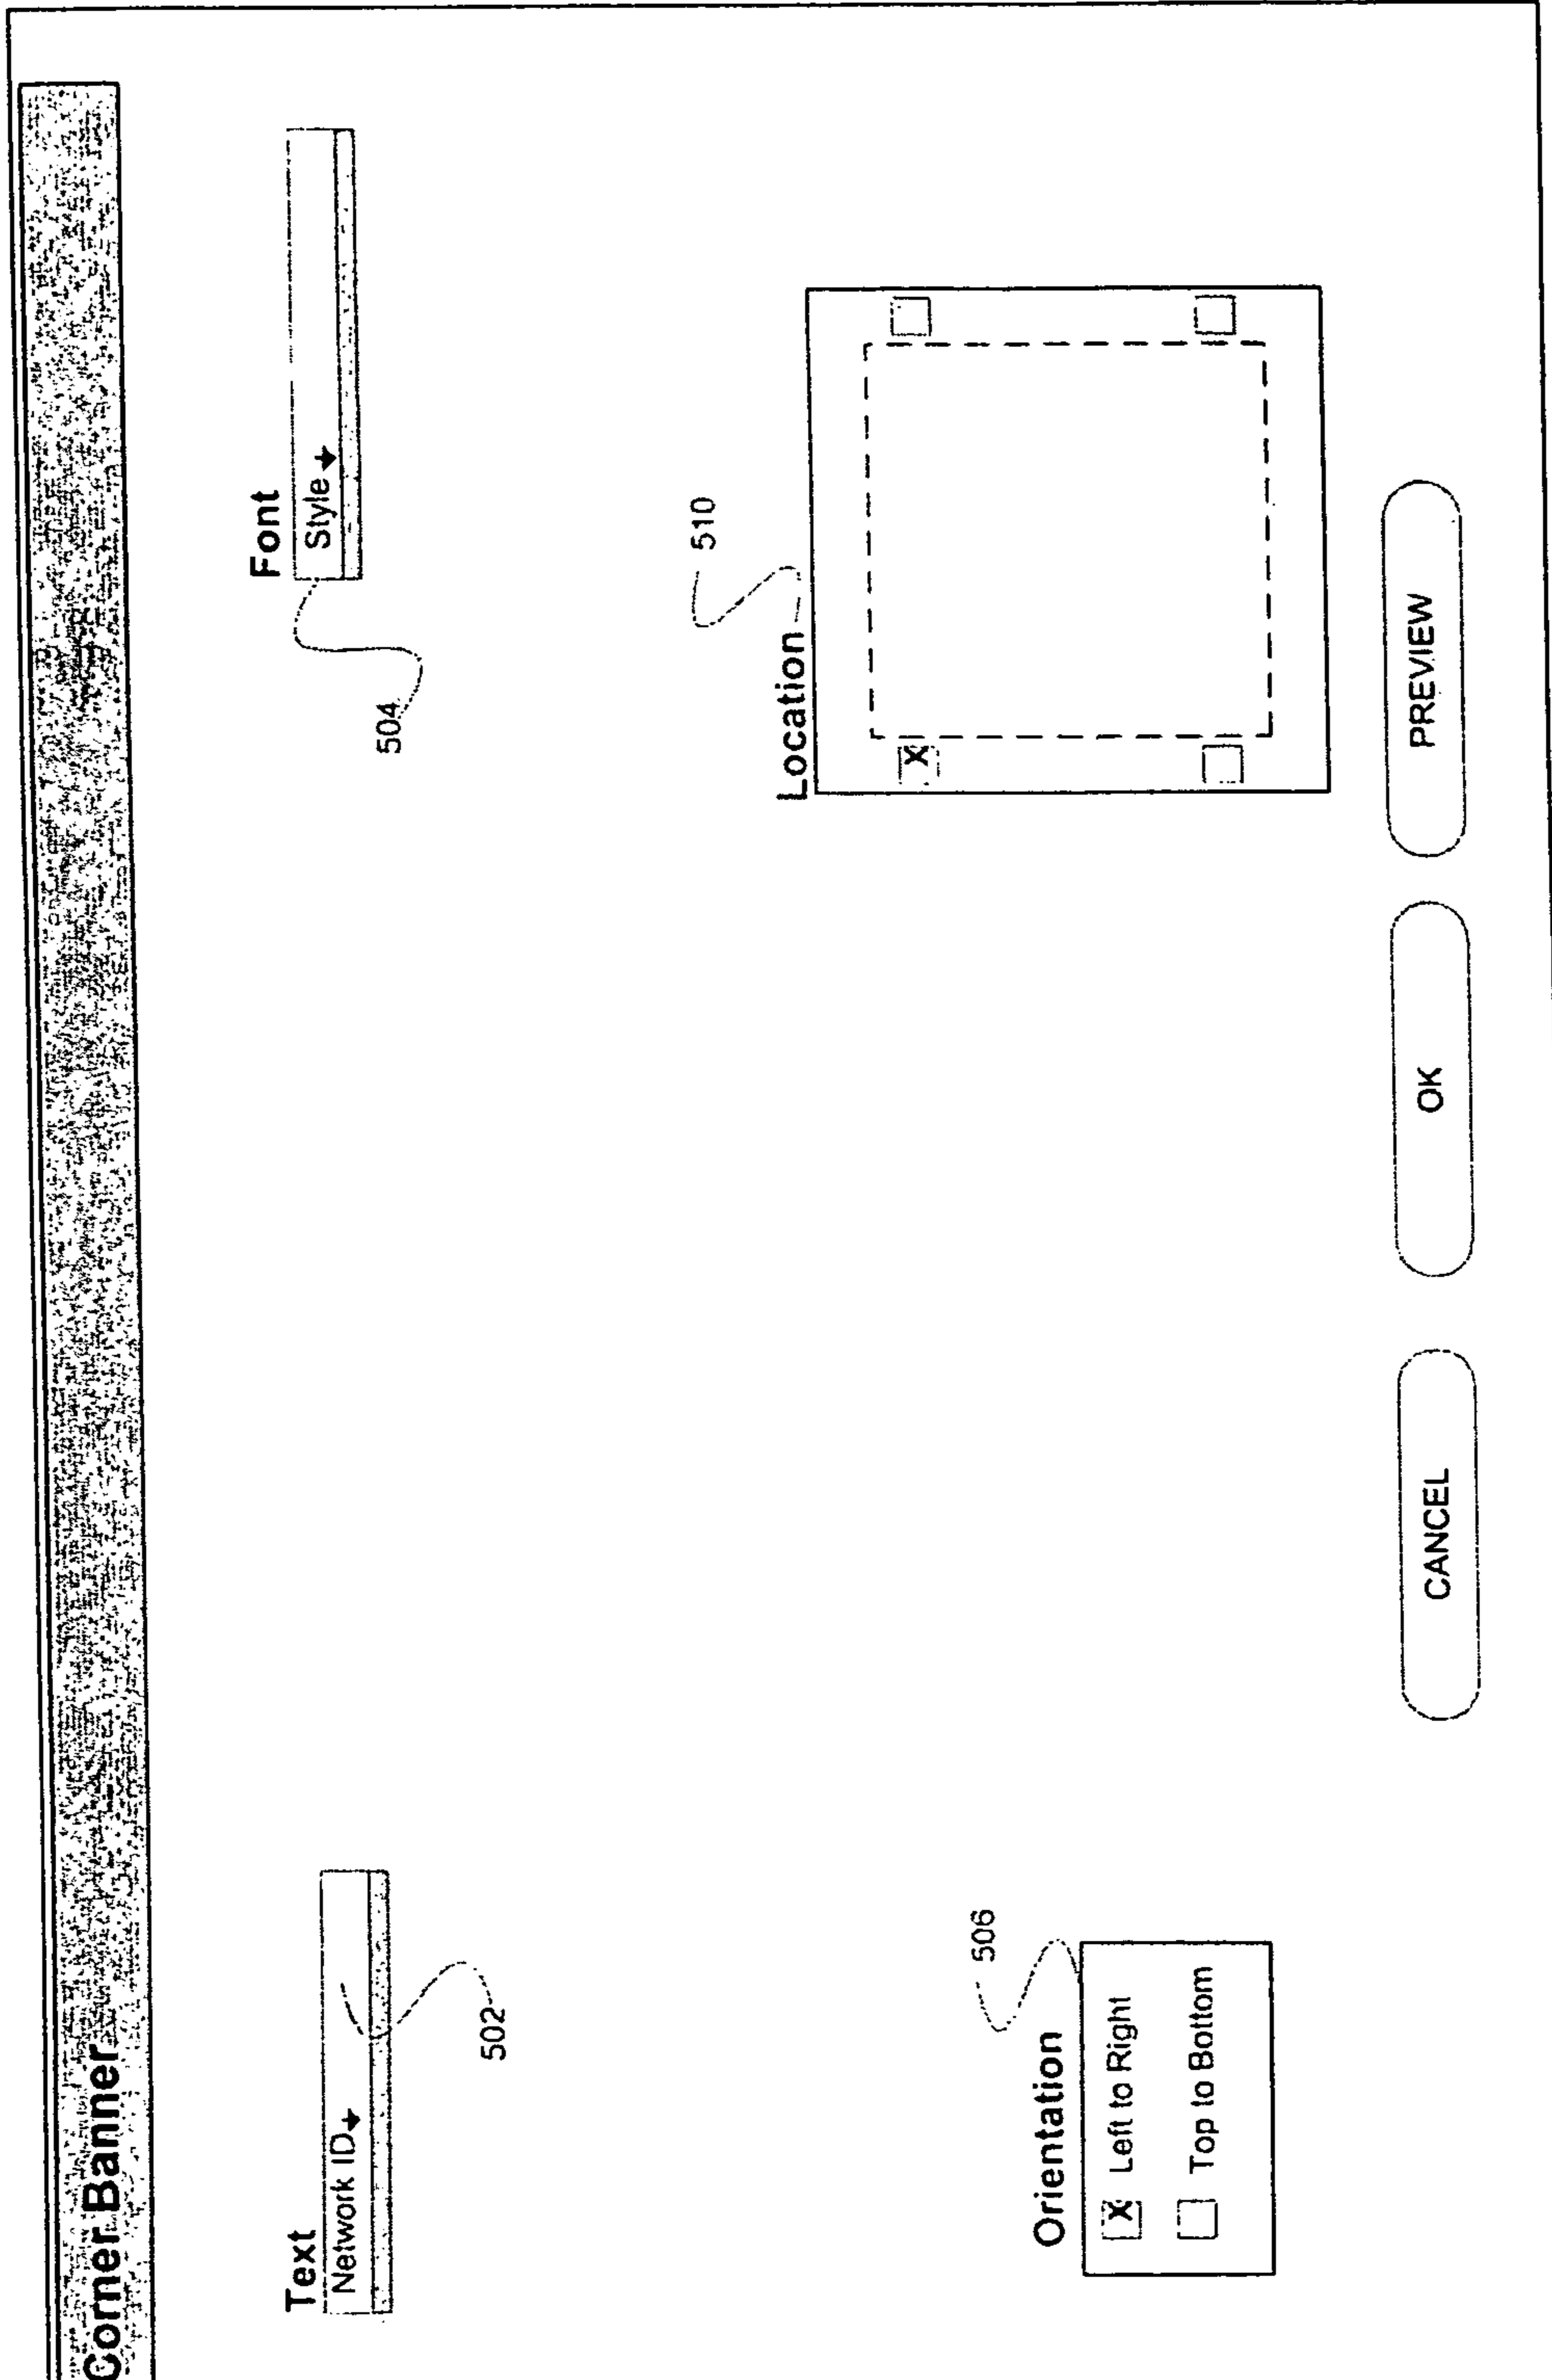 Corner Banner
Text
Font
Network ID
Style
502
504
510
Location
X
506
Orientation
X Left to Right
Top to Bottom
CANCEL
OK
PREVIEW